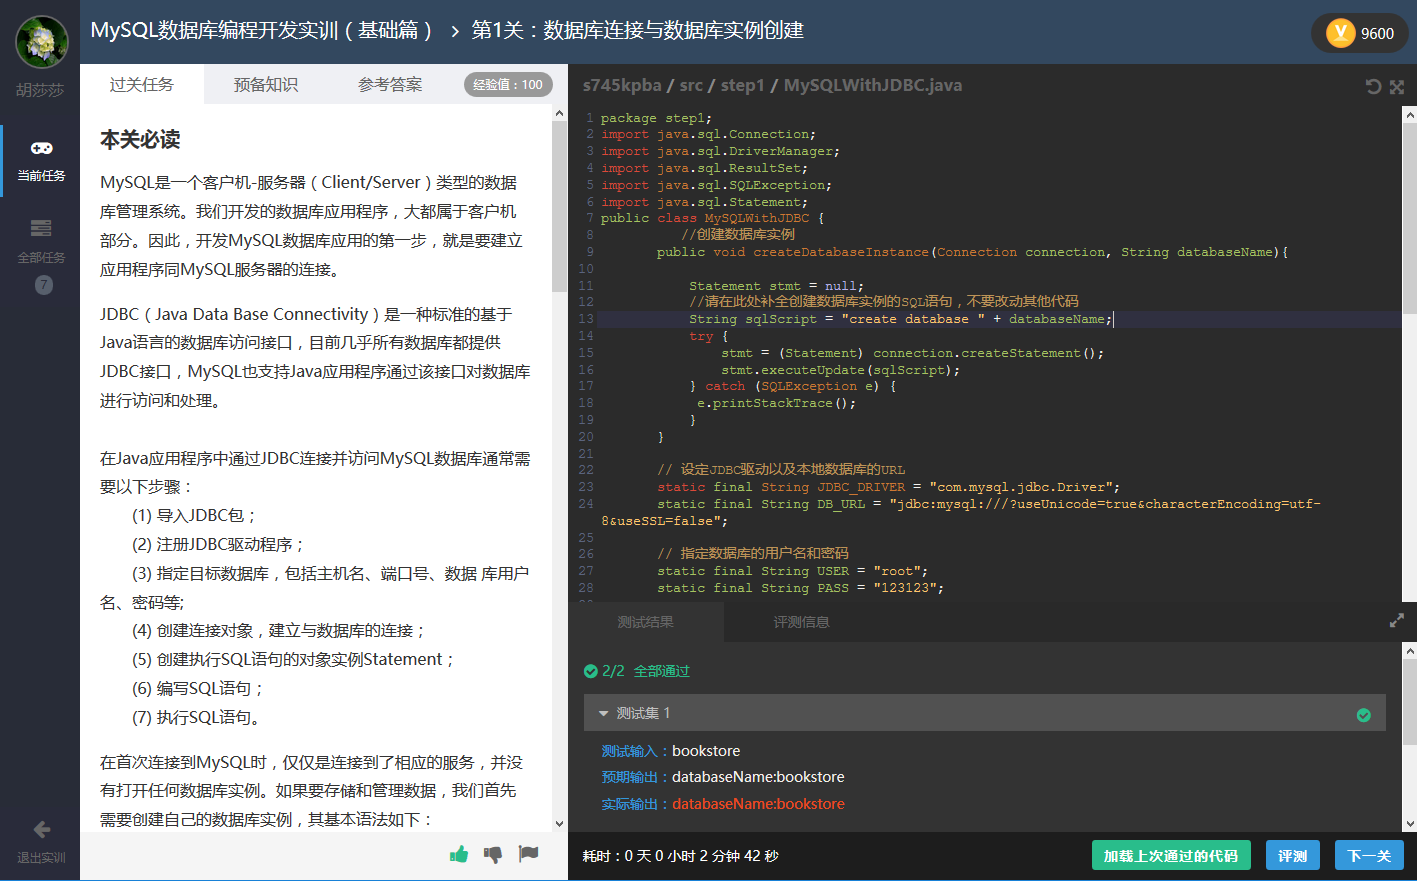 MySQL数据库编程开发实训（基础篇） › 第1关：数据库连接与数据库实例创建
9600
胡莎莎
当前任务
全部任务
7
退出实训
过关任务 预备知识 参考答案 经验值：100
本关必读
MySQL是一个客户机-服务器（Client/Server）类型的数据
库管理系统。我们开发的数据库应用程序，大都属于客户机
部分。因此，开发MySQL数据库应用的第一步，就是要建立
应用程序同MySQL服务器的连接。
JDBC（Java Data Base Connectivity）是一种标准的基于
Java语言的数据库访问接口，目前几乎所有数据库都提供
JDBC接口，MySQL也支持Java应用程序通过该接口对数据库
进行访问和处理。
在Java应用程序中通过JDBC连接并访问MySQL数据库通常需
要以下步骤：
(1) 导入JDBC包；
(2) 注册JDBC驱动程序；
(3) 指定目标数据库，包括主机名、端口号、数据 库用户
名、密码等;
(4) 创建连接对象，建立与数据库的连接；
(5) 创建执行SQL语句的对象实例Statement；
(6) 编写SQL语句；
(7) 执行SQL语句。
在首次连接到MySQL时，仅仅是连接到了相应的服务，并没
有打开任何数据库实例。如果要存储和管理数据，我们首先
需要创建自己的数据库实例，其基本语法如下：
s745kpba / src / step1 / MySQLWithJDBC.java
1 package step1;
2 import java.sql.Connection;
3 import java.sql.DriverManager;
4 import java.sql.ResultSet;
5 import java.sql.SQLException;
6 import java.sql.Statement;
7 public class MySQLWithJDBC {
8 //创建数据库实例
9 public void createDatabaseInstance(Connection connection, String databaseName){
10
11 Statement stmt = null;
12 //请在此处补全创建数据库实例的SQL语句，不要改动其他代码
13 String sqlScript = "create database " + databaseName;
14 try {
15 stmt = (Statement) connection.createStatement();
16 stmt.executeUpdate(sqlScript);
17 } catch (SQLException e) {
18 e.printStackTrace();
19 }
20 }
21
22 // 设定JDBC驱动以及本地数据库的URL
23 static final String JDBC_DRIVER = "com.mysql.jdbc.Driver";
24 static final String DB_URL = "jdbc:mysql:///?useUnicode=true&characterEncoding=utf-
8&useSSL=false";
25
26 // 指定数据库的用户名和密码
27 static final String USER = "root";
28 static final String PASS = "123123";
测试结果 评测信息
2/2 全部通过
测试集 1
测试输入：bookstore
预期输出：databaseName:bookstore
实际输出：databaseName:bookstore
耗时：0 天 0 小时 2 分钟 42 秒
加载上次通过的代码 评测 下一关